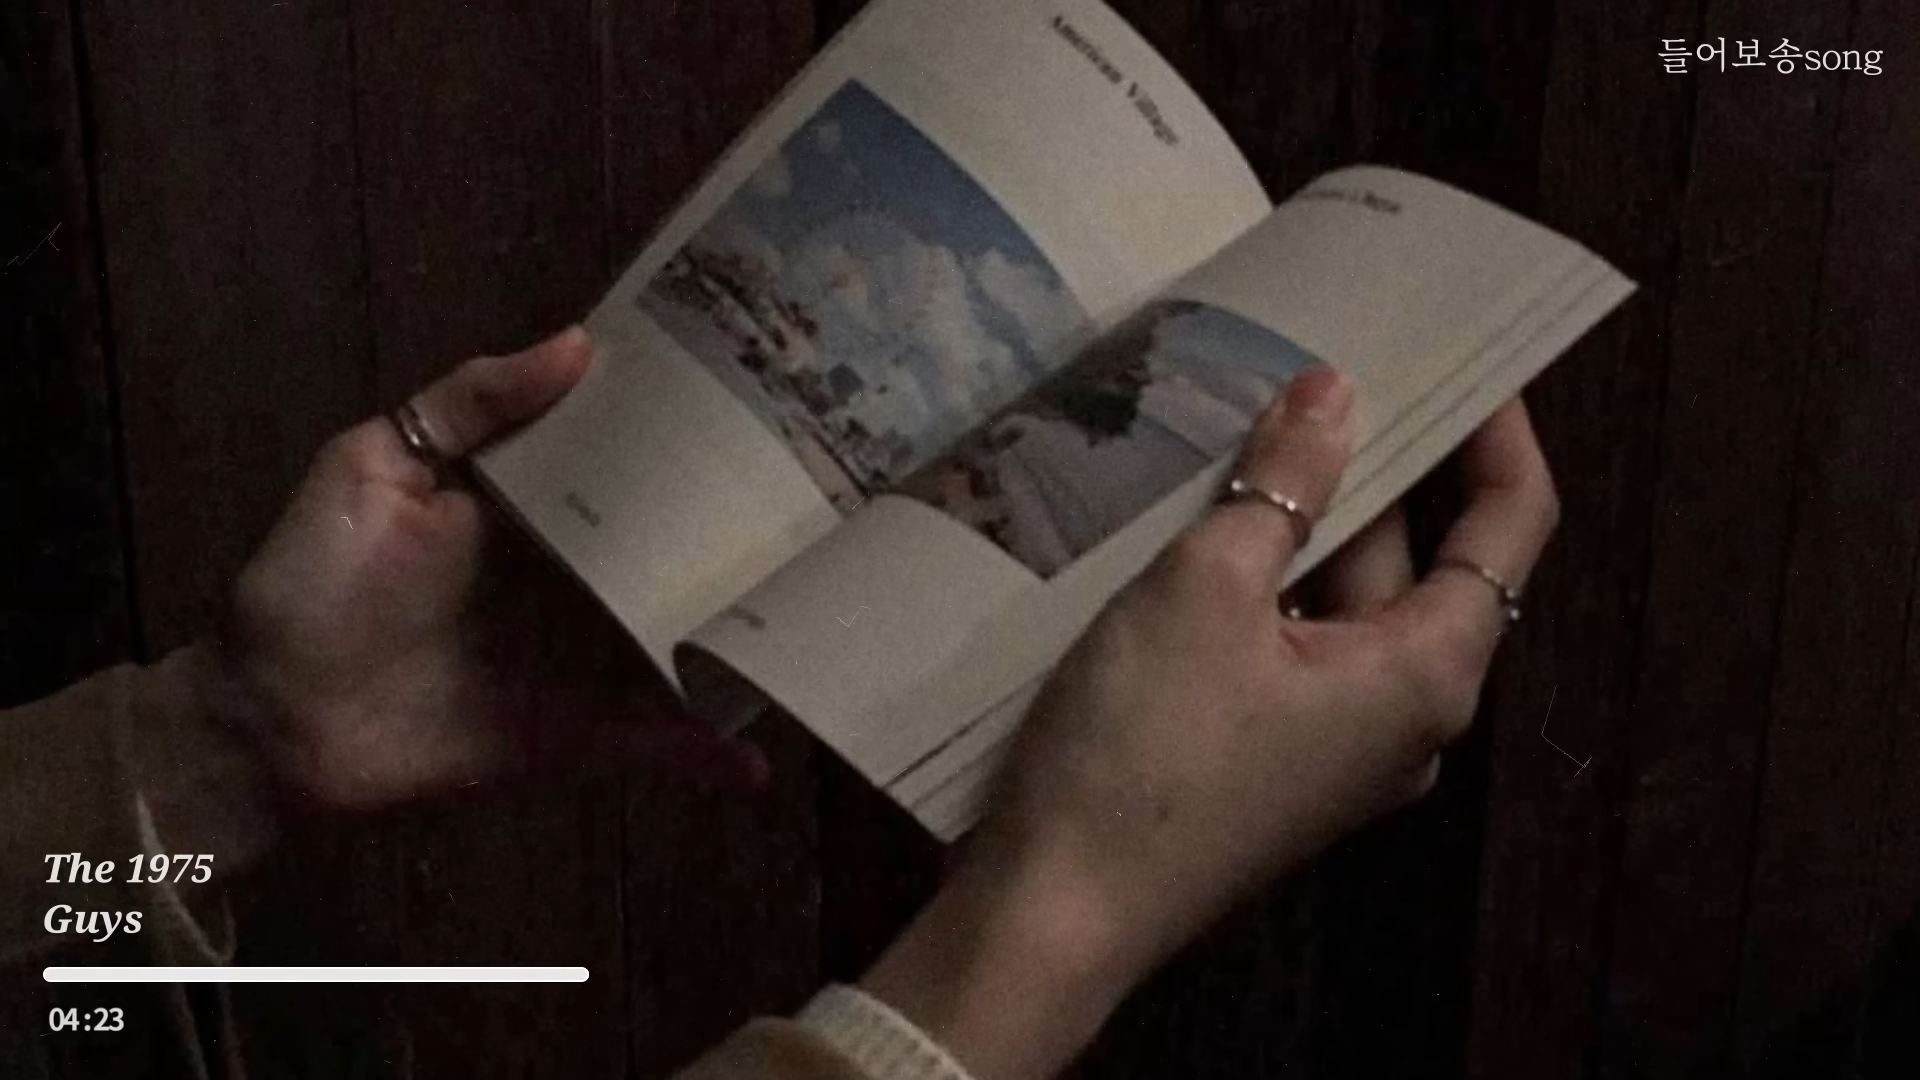 들어보송song
American Village
The 1975
Guys
04:23